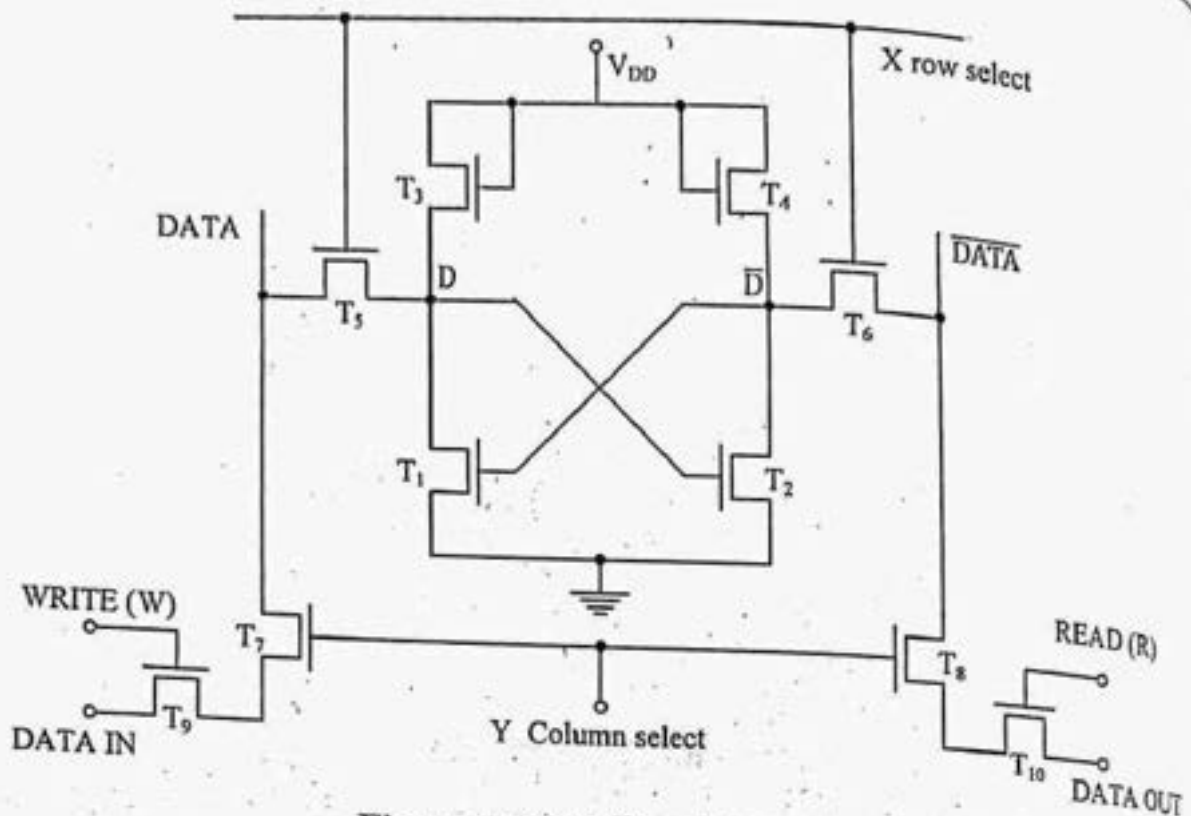 X row select
V_DD
T₃
T₄
DATA
D̅A̅T̅A̅
D
D̅
T₅
T₆
T₁
T₂
WRITE (W)
T₇
T₈
READ (R)
T₉
DATA IN
Y Column select
T₁₀
DATA OUT